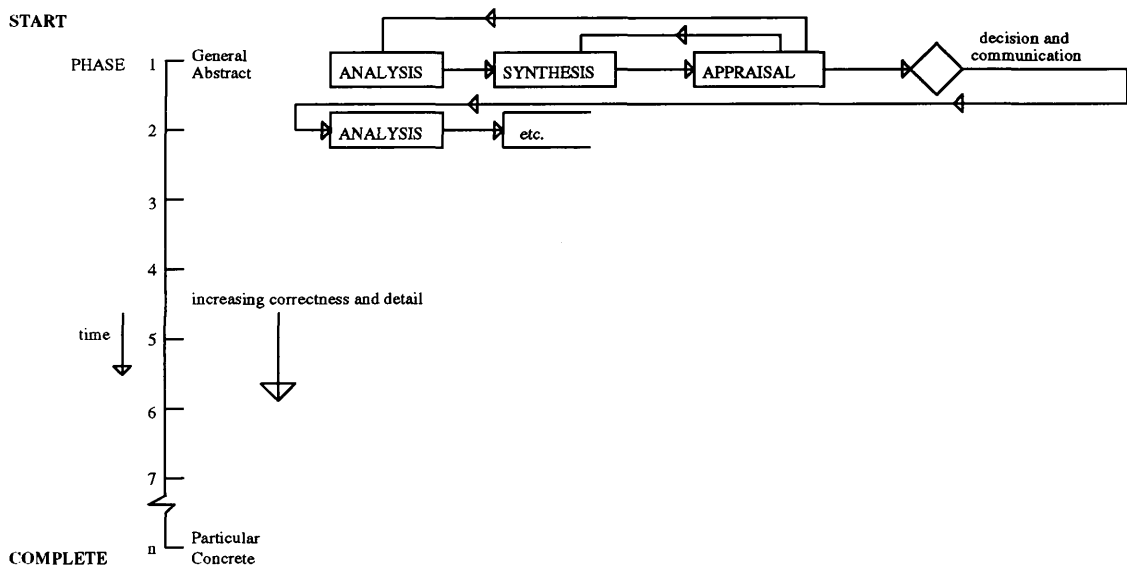 START
PHASE
1
General
Abstract
ANALYSIS
SYNTHESIS
APPRAISAL
decision and
communication
2
ANALYSIS
etc.
3
4
increasing correctness and detail
time
5
6
7
n
Particular
Concrete
COMPLETE